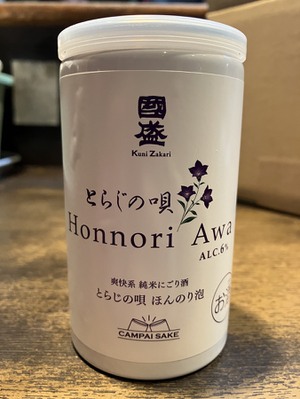 國盛
Kuni Zakari
とらじの唄
Honnori Awa
ALC.6%
爽快系 純米にごり酒
とらじの唄 ほんのり泡
CAMPAI SAKE
お